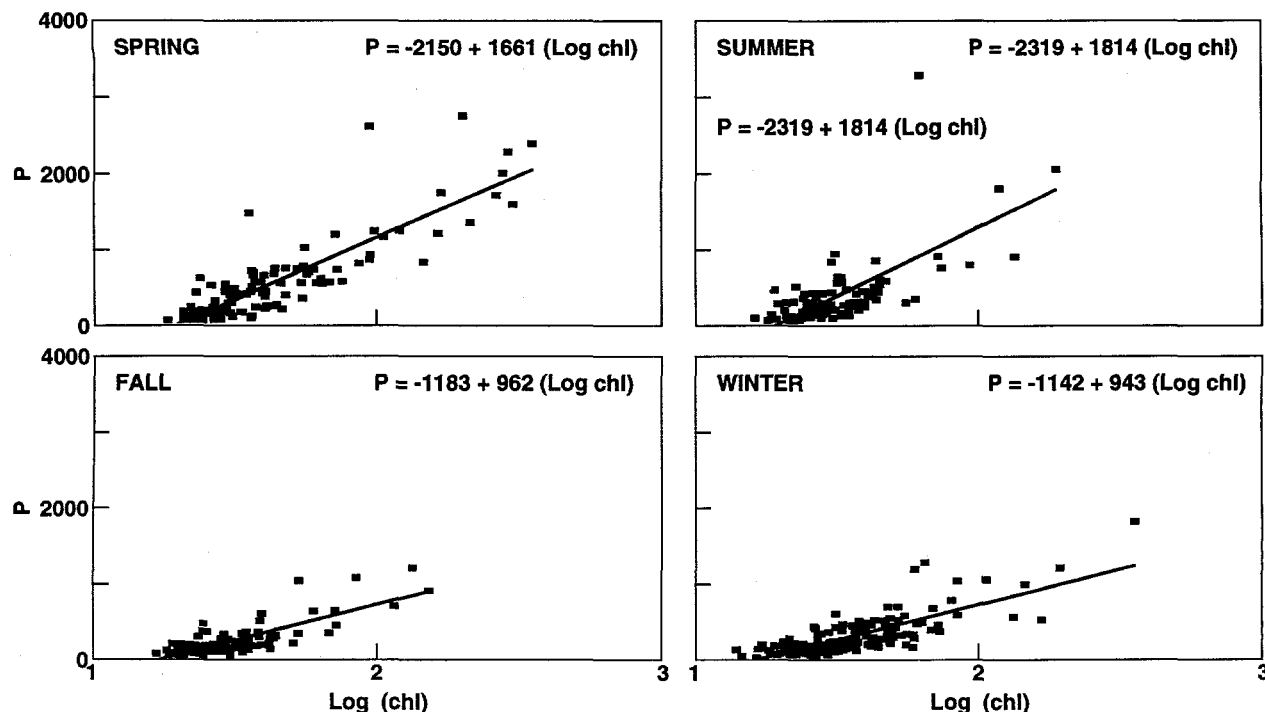 4000
SPRING P = -2150 + 1661 (Log chl)
SUMMER P = -2319 + 1814 (Log chl)
P = -2319 + 1814 (Log chl)
P 2000
0
4000
FALL P = -1183 + 962 (Log chl)
WINTER P = -1142 + 943 (Log chl)
P 2000
0
1 2 3
1 2 3
Log (chl)
Log (chl)